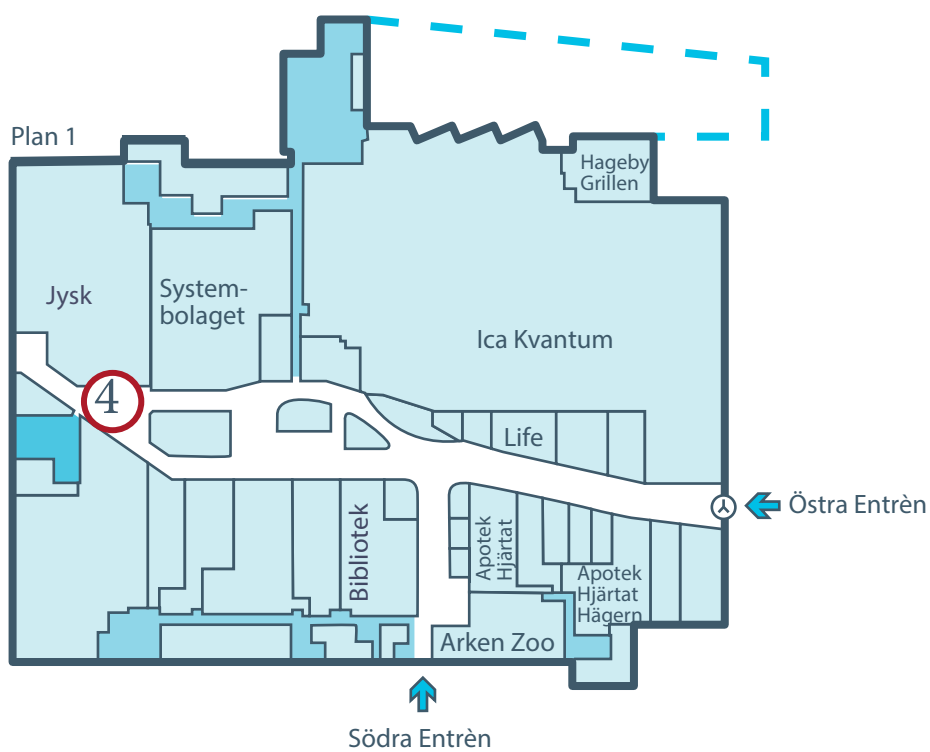 Plan 1
Hageby
Grillen
Jysk
System-
bolaget
Ica Kvantum
4
Life
Östra Entrèn
Bibliotek
Apotek
Hjärtat
Apotek
Hjärtat
Hägern
Arken Zoo
Södra Entrèn